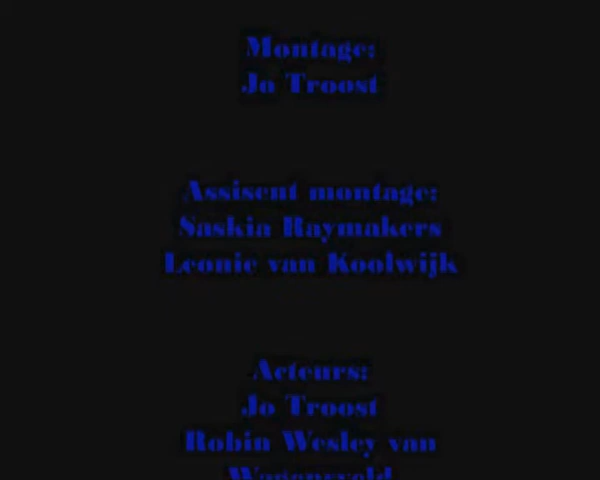 Montage:
Jo Troost
Assisent montage:
Saskia Raymakers
Leonie van Koolwijk
Acteurs:
Jo Troost
Robin Wesley van